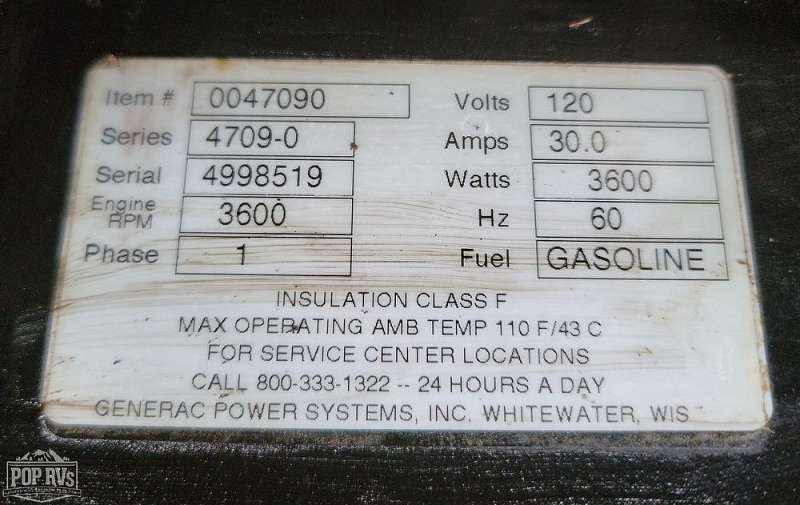 Item # 0047090 Volts 120
Series 4709-0 Amps 30.0
Serial 4998519 Watts 3600
Engine RPM 3600 Hz 60
Phase 1 Fuel GASOLINE
INSULATION CLASS F
MAX OPERATING AMB TEMP 110 F/43 C
FOR SERVICE CENTER LOCATIONS
CALL 800-333-1322 -- 24 HOURS A DAY
GENERAC POWER SYSTEMS, INC. WHITEWATER, WIS
POP RVs